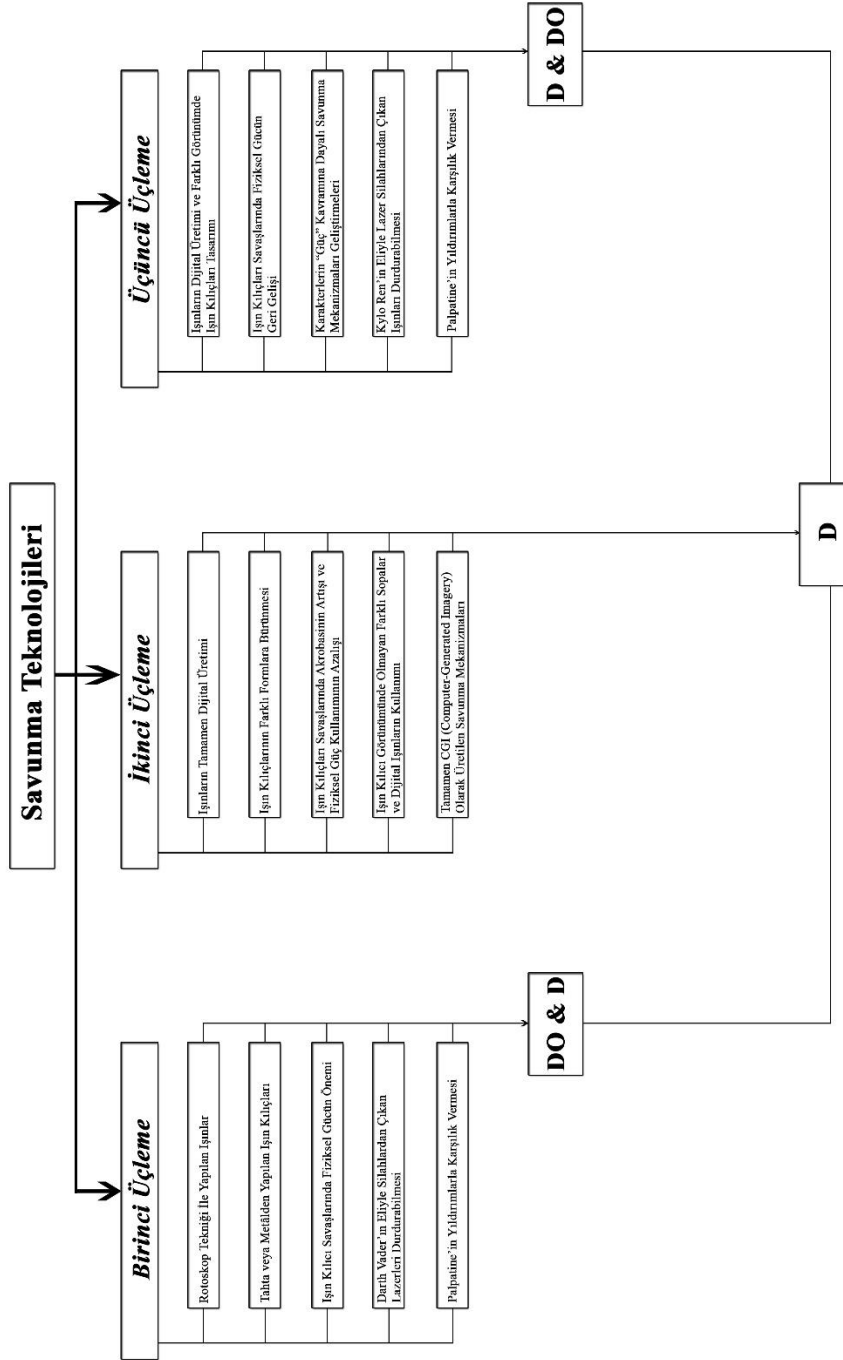 Savunma Teknolojileri
Birinci Üçleme
Rotoskop Tekniği İle Yapılan Işınlar
Tahta veya Metâlden Yapılan Işın Kılıçları
Işın Kılıcı Savaşlarında Fiziksel Gücün Önemi
Darth Vader’ın Eliyle Silahlardan Çıkan
Lazerleri Durdurabilmesi
Palpatine’in Yıldırımlarla Karşılık Vermesi
DO & D
İkinci Üçleme
Işınların Tamamen Dijital Üretimi
Işın Kılıçlarının Farklı Formlara Bürünmesi
Işın Kılıçları Savaşlarında Akrobasinin Artışı ve
Fiziksel Güç Kullanımının Azalışı
Işın Kılıcı Görünümünde Olmayan Farklı Sopalar
ve Dijital Işınların Kullanımı
Tamamen CGI (Computer-Generated Imagery)
Olarak Üretilen Savunma Mekanizmaları
D
Üçüncü Üçleme
Işınların Dijital Üretimi ve Farklı Görünümde
Işın Kılıçları Tasarımı
Işın Kılıçları Savaşlarında Fiziksel Gücün
Geri Gelişi
Karakterlerin “Güç” Kavramına Dayalı Savunma
Mekanizmaları Geliştirmeleri
Kylo Ren’in Eliyle Lazer Silahlarından Çıkan
Işınları Durdurabilmesi
Palpatine’in Yıldırımlarla Karşılık Vermesi
D & DO